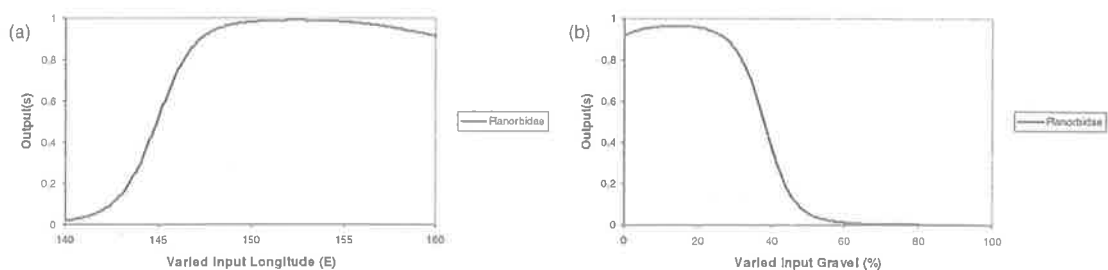 (a)
1
0.8
0.6
0.4
0.2
0
Output(s)
140
145
150
155
160
Varied Input Longitude (E)
Planorbidae
(b)
1
0.8
0.6
0.4
0.2
0
Output(s)
0
20
40
60
80
100
Varied Input Gravel (%)
Planorbidae